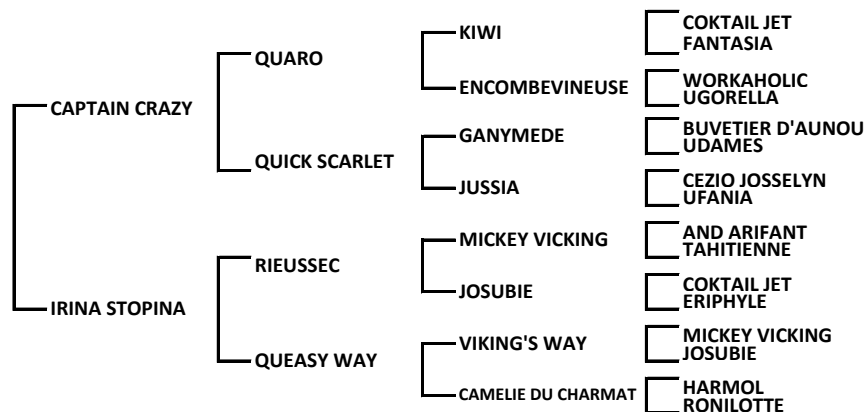 COKTAIL JET
KIWI
FANTASIA
QUARO
ENCOMBEVINEUSE
WORKAHOLIC
UGORELLA
CAPTAIN CRAZY
GANYMEDE
BUVETIER D'AUNOU
UDAMES
QUICK SCARLET
JUSSIA
CEZIO JOSSELYN
UFANIA
MICKEY VICKING
AND ARIFANT
TAHITIENNE
RIEUSSEC
JOSUBIE
COKTAIL JET
ERIPHYLE
IRINA STOPINA
VIKING'S WAY
MICKEY VICKING
JOSUBIE
QUEASY WAY
CAMELIE DU CHARMAT
HARMOL
RONILOTTE